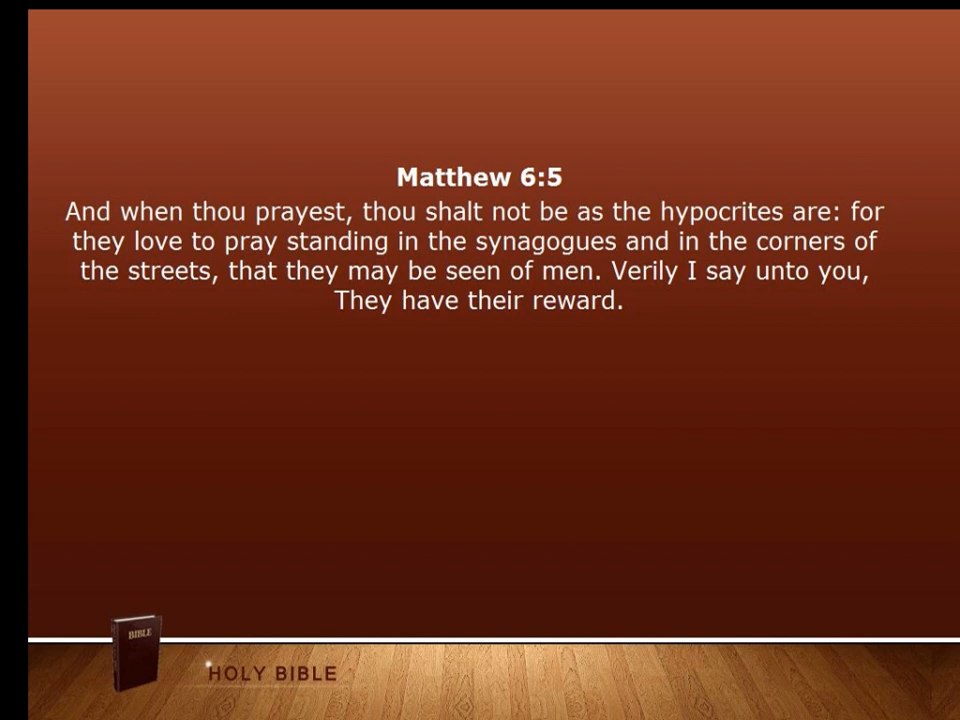 Matthew 6:5
And when thou prayest, thou shalt not be as the hypocrites are: for
they love to pray standing in the synagogues and in the corners of
the streets, that they may be seen of men. Verily I say unto you,
They have their reward.
BIBLE
HOLY BIBLE